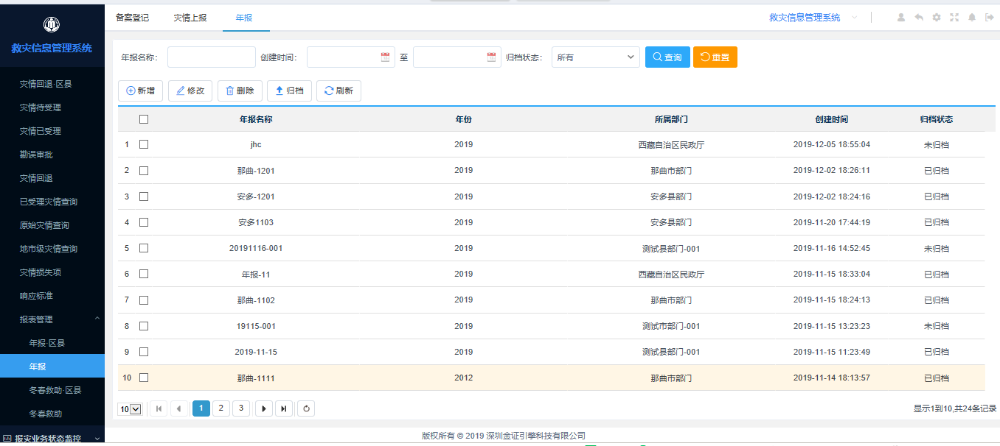 备案登记 灾情上报 年报 救灾信息管理系统
救灾信息管理系统
灾情回退·区县
灾情待受理
灾情已受理
勘误审批
灾情回退
已受理灾情查询
原始灾情查询
地市级灾情查询
灾情损失项
响应标准
报表管理
年报·区县
年报
冬春救助·区县
冬春救助
报灾业务状态监控
年报名称: 创建时间: 至 归档状态: 所有 查询 重置
新增 修改 删除 归档 刷新
年报名称 年份 所属部门 创建时间 归档状态
1 jhc 2019 西藏自治区民政厅 2019-12-05 18:55:04 未归档
2 那曲-1201 2019 那曲市部门 2019-12-02 18:26:11 已归档
3 安多-1201 2019 安多县部门 2019-12-02 18:24:16 已归档
4 安多1103 2019 安多县部门 2019-11-20 17:44:19 已归档
5 20191116-001 2019 测试县部门-001 2019-11-16 14:52:45 未归档
6 年报-11 2019 西藏自治区民政厅 2019-11-15 18:33:04 已归档
7 那曲-1102 2019 那曲市部门 2019-11-15 18:24:13 已归档
8 19115-001 2019 测试市部门-001 2019-11-15 13:23:23 未归档
9 2019-11-15 2019 测试县部门-001 2019-11-15 11:23:49 已归档
10 那曲-1111 2012 那曲市部门 2019-11-14 18:13:57 已归档
10 1 2 3 显示1到10,共24条记录
版权所有 © 2019 深圳金证引擎科技有限公司